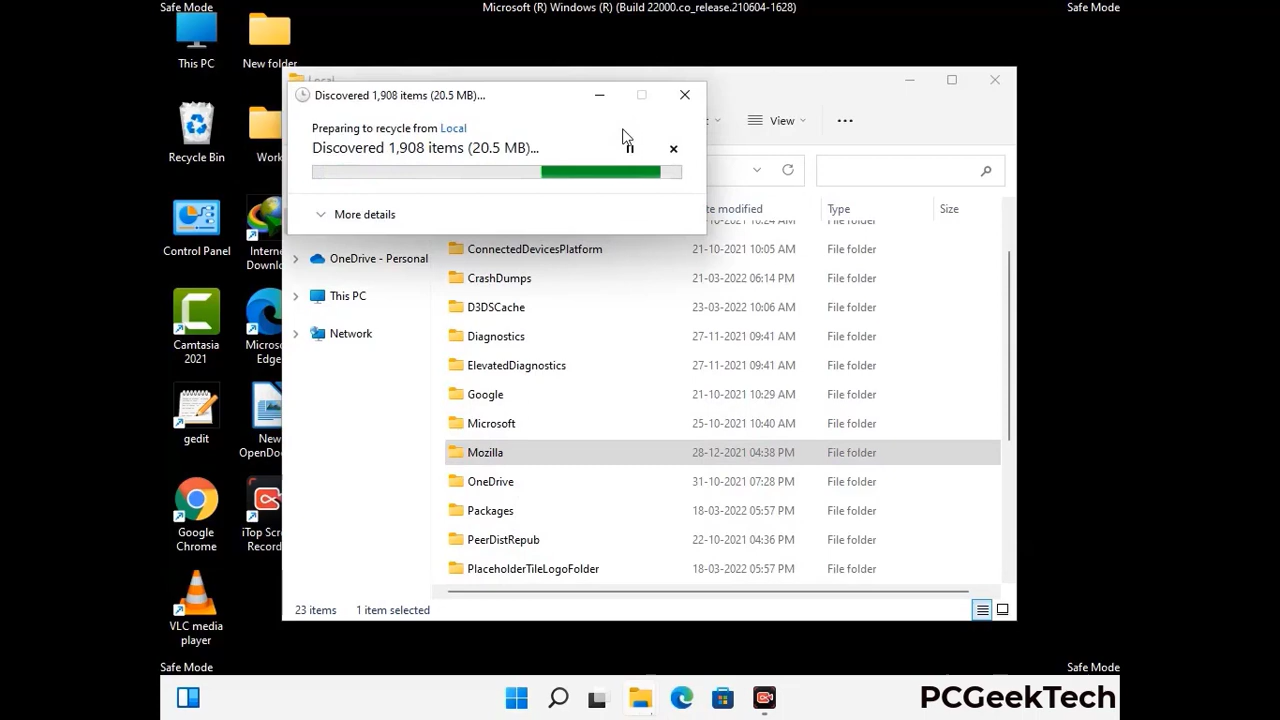 Safe Mode
Microsoft (R) Windows (R) (Build 22000.co_release.210604-1628)
Safe Mode
This PC
New folder
Recycle Bin
Work
Control Panel
Intern
Downlo
Camtasia
2021
Micros
Edge
gedit
New
OpenDo
Google
Chrome
iTop Scr
Record
VLC media
player
Local
Discovered 1,908 items (20.5 MB)...
Preparing to recycle from Local
Discovered 1,908 items (20.5 MB)...
More details
View
te modified
Type
Size
OneDrive - Personal
This PC
Network
File folder
ConnectedDevicesPlatform 21-10-2021 10:05 AM File folder
CrashDumps 21-03-2022 06:14 PM File folder
D3DSCache 23-03-2022 10:06 AM File folder
Diagnostics 27-11-2021 09:41 AM File folder
ElevatedDiagnostics 27-11-2021 09:41 AM File folder
Google 21-10-2021 10:29 AM File folder
Microsoft 25-10-2021 10:40 AM File folder
Mozilla 28-12-2021 04:38 PM File folder
OneDrive 31-10-2021 07:28 PM File folder
Packages 18-03-2022 05:57 PM File folder
PeerDistRepub 22-10-2021 04:36 PM File folder
PlaceholderTileLogoFolder 18-03-2022 05:57 PM File folder
23 items 1 item selected
Safe Mode
Safe Mode
PCGeekTech